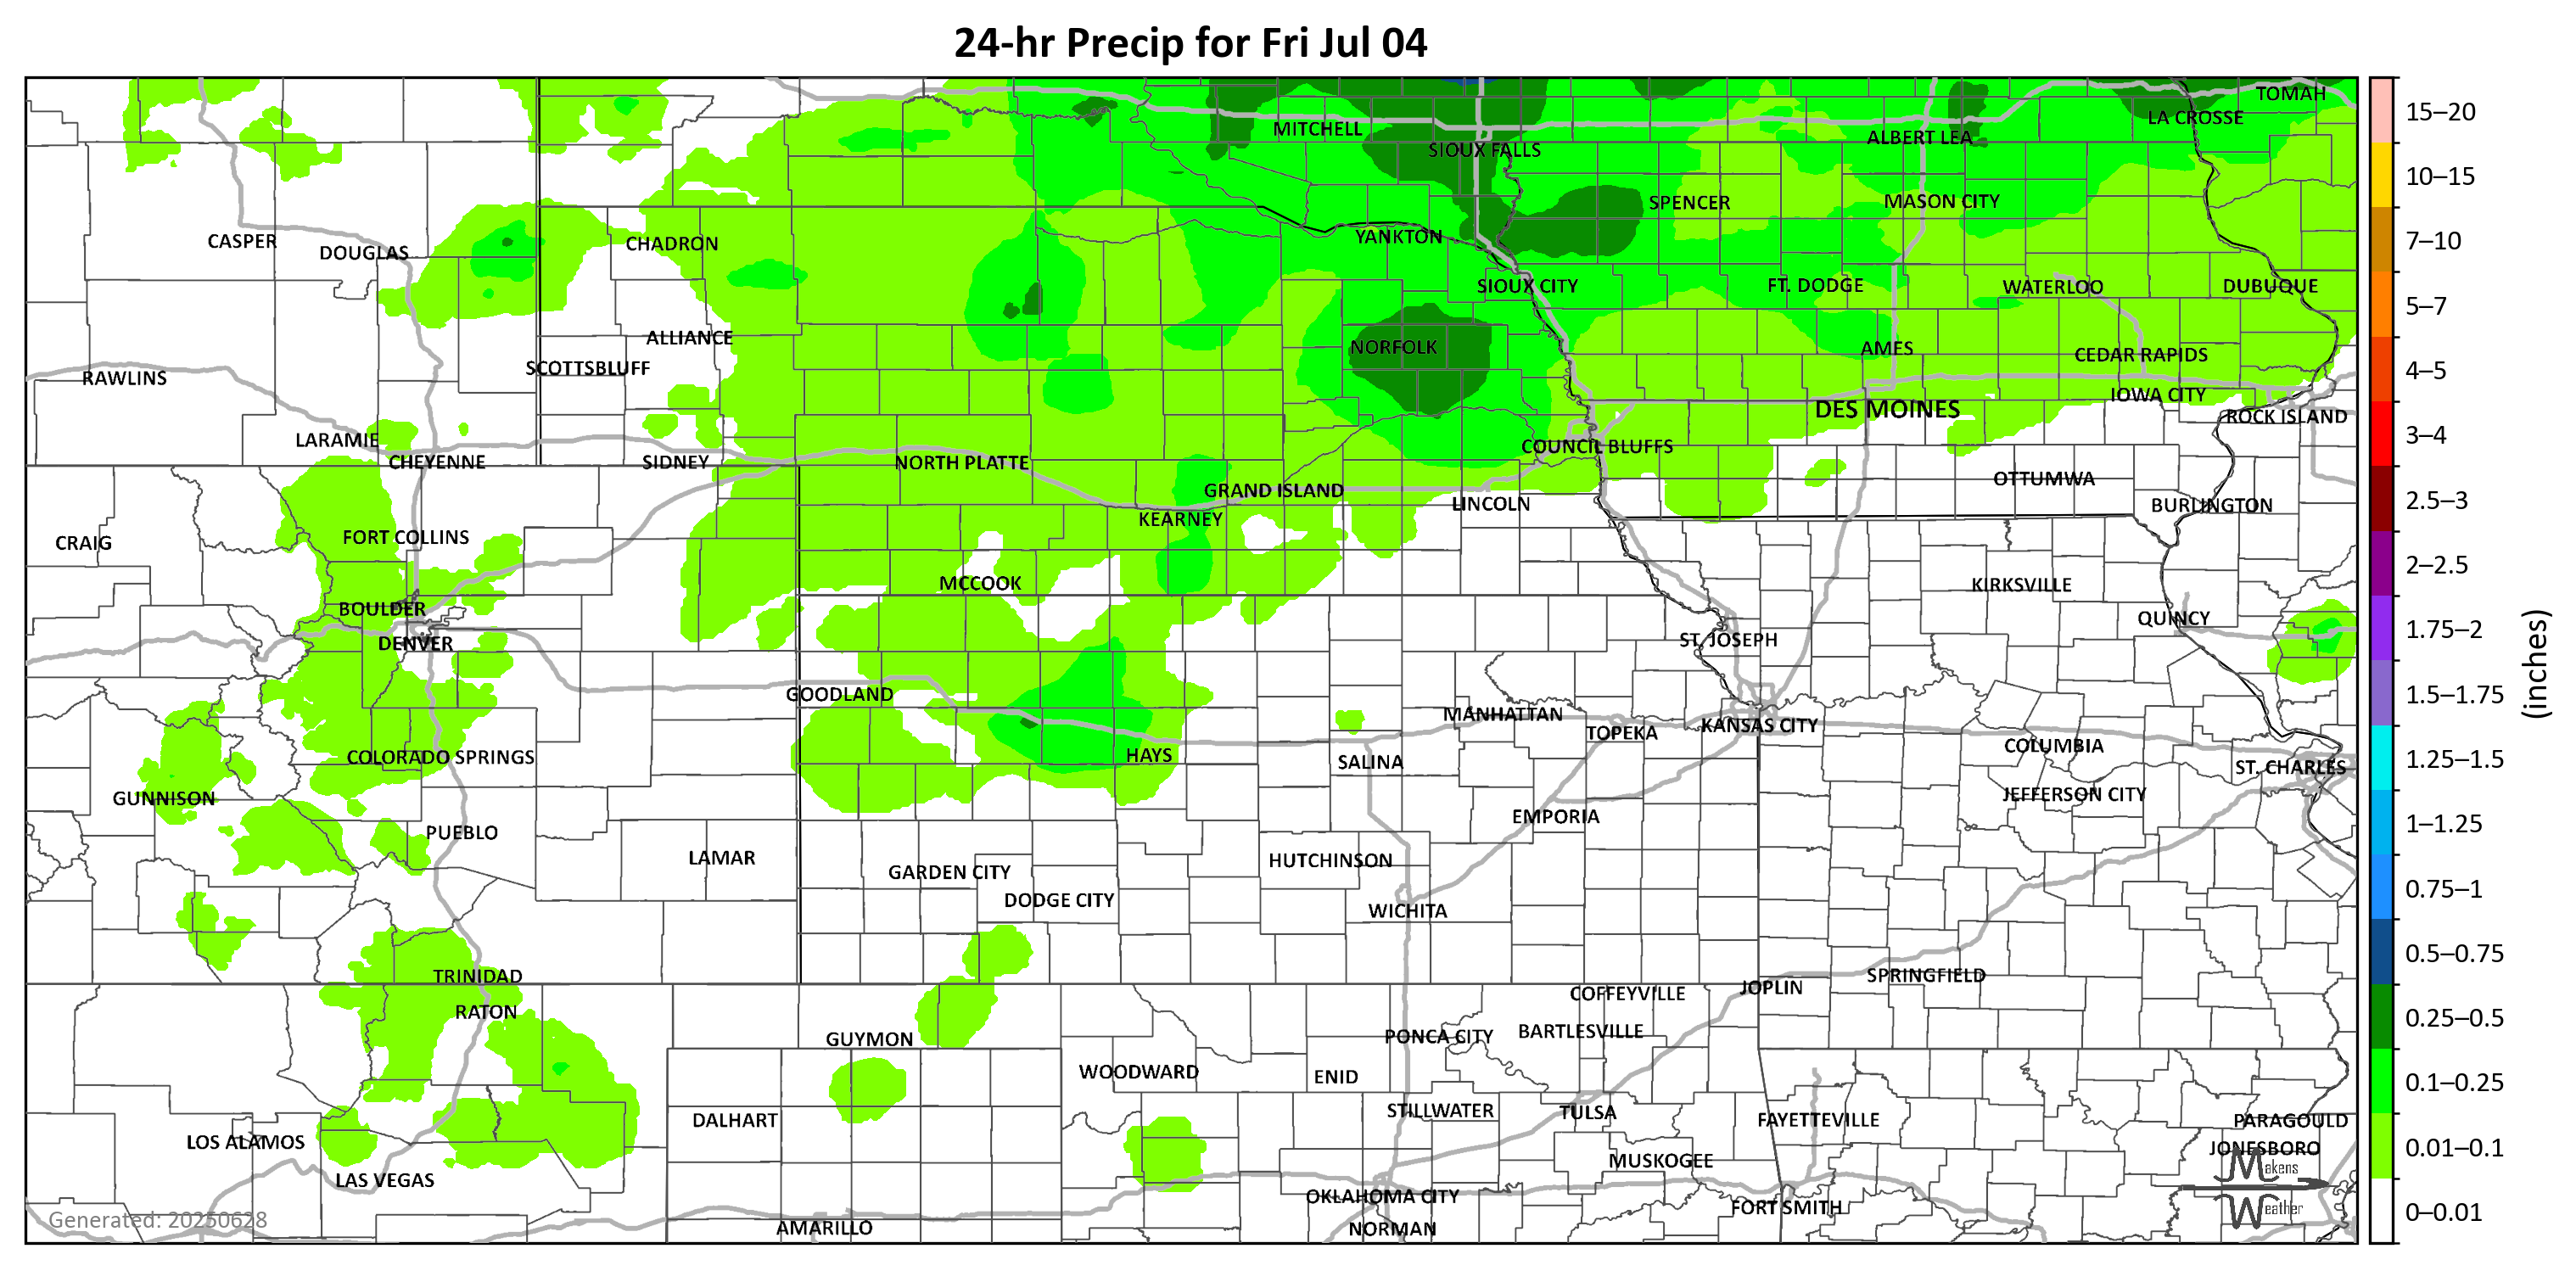 24-hr Precip for Fri Jul 04
TOMAH
LA CROSSE
MITCHELL
ALBERT LEA
SIOUX FALLS
SPENCER
MASON CITY
CASPER
DOUGLAS
CHADRON
YANKTON
SIOUX CITY
FT. DODGE
WATERLOO
DUBUQUE
ALLIANCE
NORFOLK
AMES
CEDAR RAPIDS
SCOTTSBLUFF
RAWLINS
IOWA CITY
DES MOINES
ROCK ISLAND
LARAMIE
COUNCIL BLUFFS
CHEYENNE
SIDNEY
NORTH PLATTE
OTTUMWA
GRAND ISLAND
LINCOLN
BURLINGTON
KEARNEY
CRAIG
FORT COLLINS
MCCOOK
KIRKSVILLE
BOULDER
QUINCY
DENVER
ST. JOSEPH
GOODLAND
MANHATTAN
TOPEKA
KANSAS CITY
COLORADO SPRINGS
HAYS
SALINA
COLUMBIA
ST. CHARLES
GUNNISON
JEFFERSON CITY
EMPORIA
PUEBLO
LAMAR
HUTCHINSON
GARDEN CITY
DODGE CITY
WICHITA
TRINIDAD
SPRINGFIELD
JOPLIN
COFFEYVILLE
RATON
GUYMON
PONCA CITY
BARTLESVILLE
WOODWARD
ENID
DALHART
STILLWATER
TULSA
FAYETTEVILLE
PARAGOULD
LOS ALAMOS
JONESBORO
MUSKOGEE
LAS VEGAS
OKLAHOMA CITY
FORT SMITH
AMARILLO
NORMAN
Generated: 20250628
Makens
Weather
15–20
10–15
7–10
5–7
4–5
3–4
2.5–3
2–2.5
1.75–2
1.5–1.75
1.25–1.5
1–1.25
0.75–1
0.5–0.75
0.25–0.5
0.1–0.25
0.01–0.1
0–0.01
(inches)